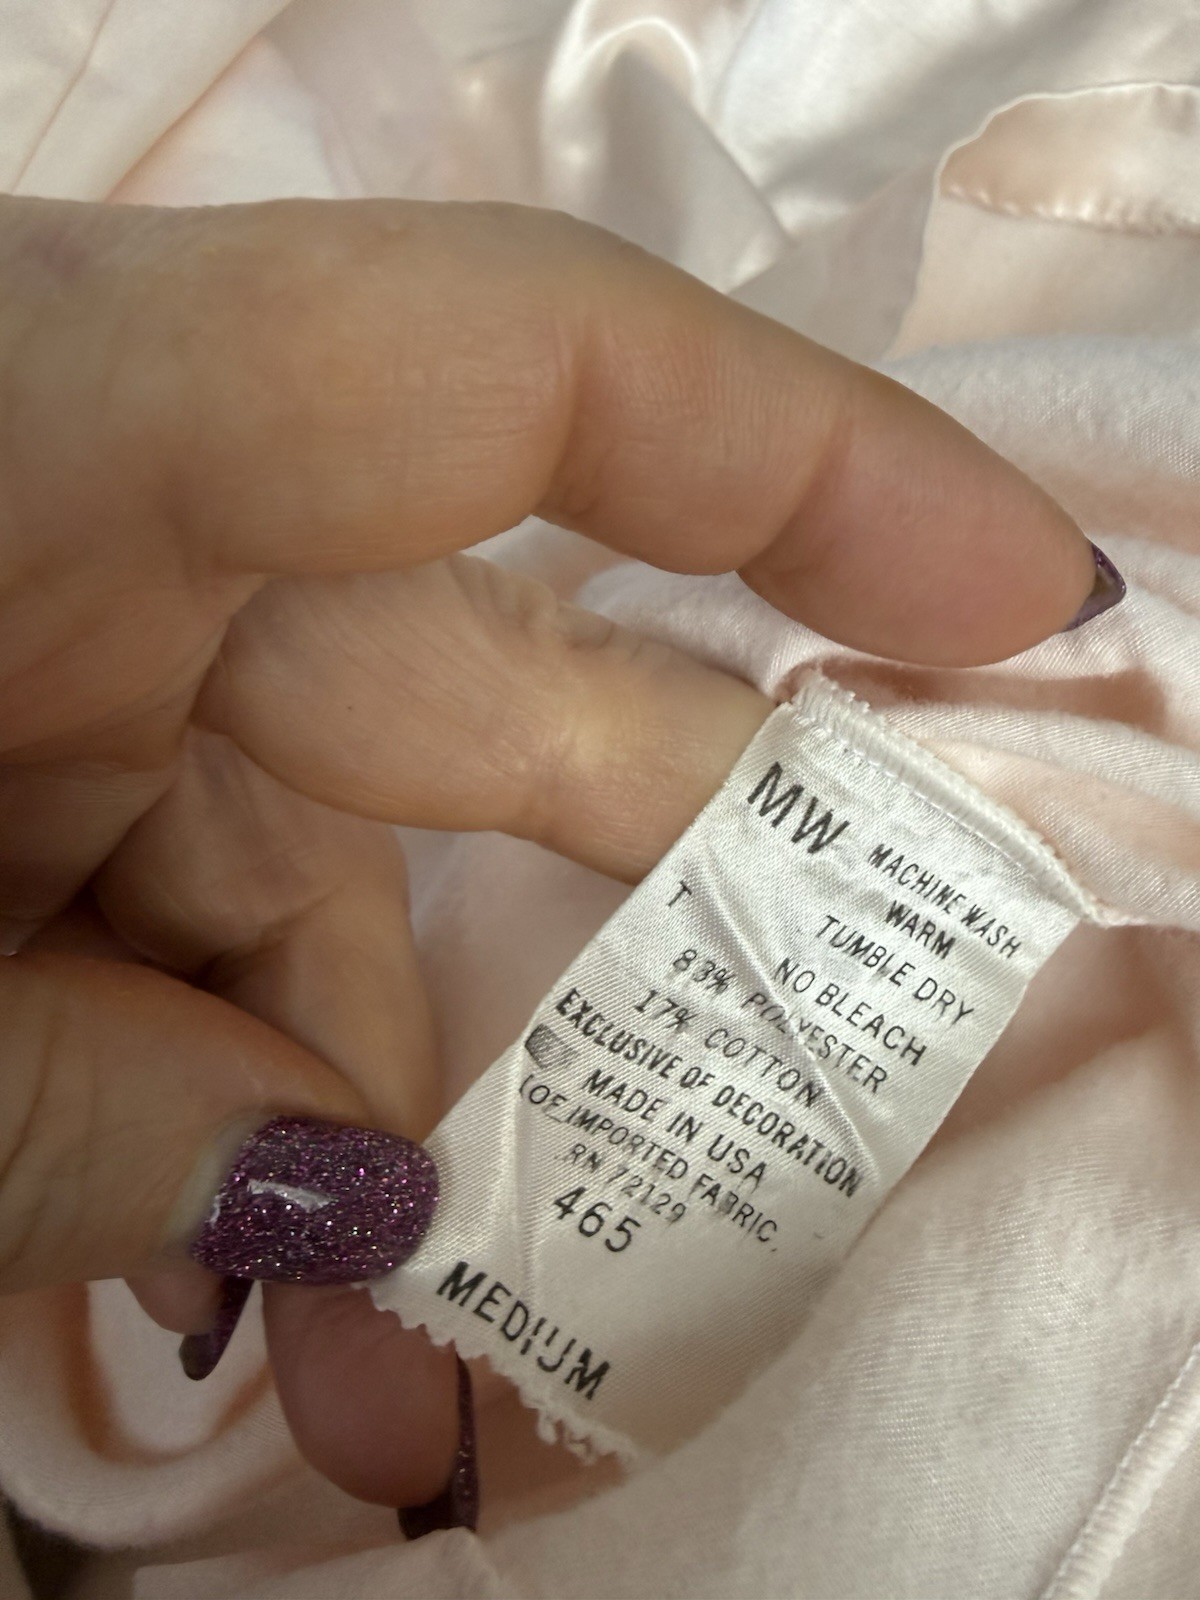 MW MACHINE WASH
WARM
T TUMBLE DRY
NO BLEACH
83% POLYESTER
17% COTTON
EXCLUSIVE OF DECORATION
MADE IN USA
(OF IMPORTED FABRIC.
RN 72129
465
MEDIUM